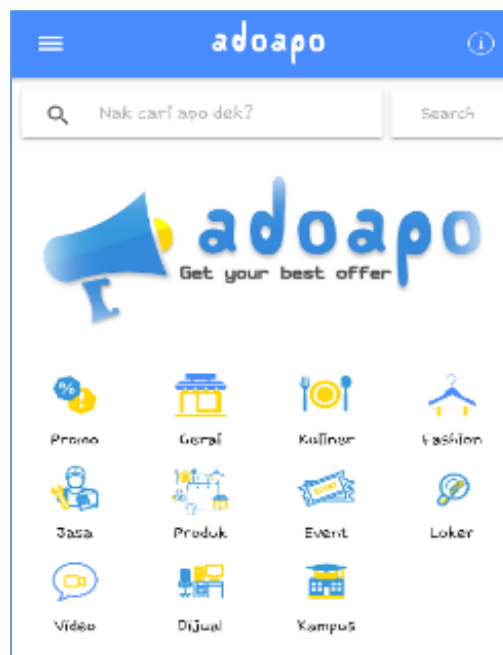 adoapo
Nak cari apo dek? Search
adoapo
Get your best offer
Promo Gerai Kuliner Fashion
Jasa Produk Event Loker
Video Dijual Kampus